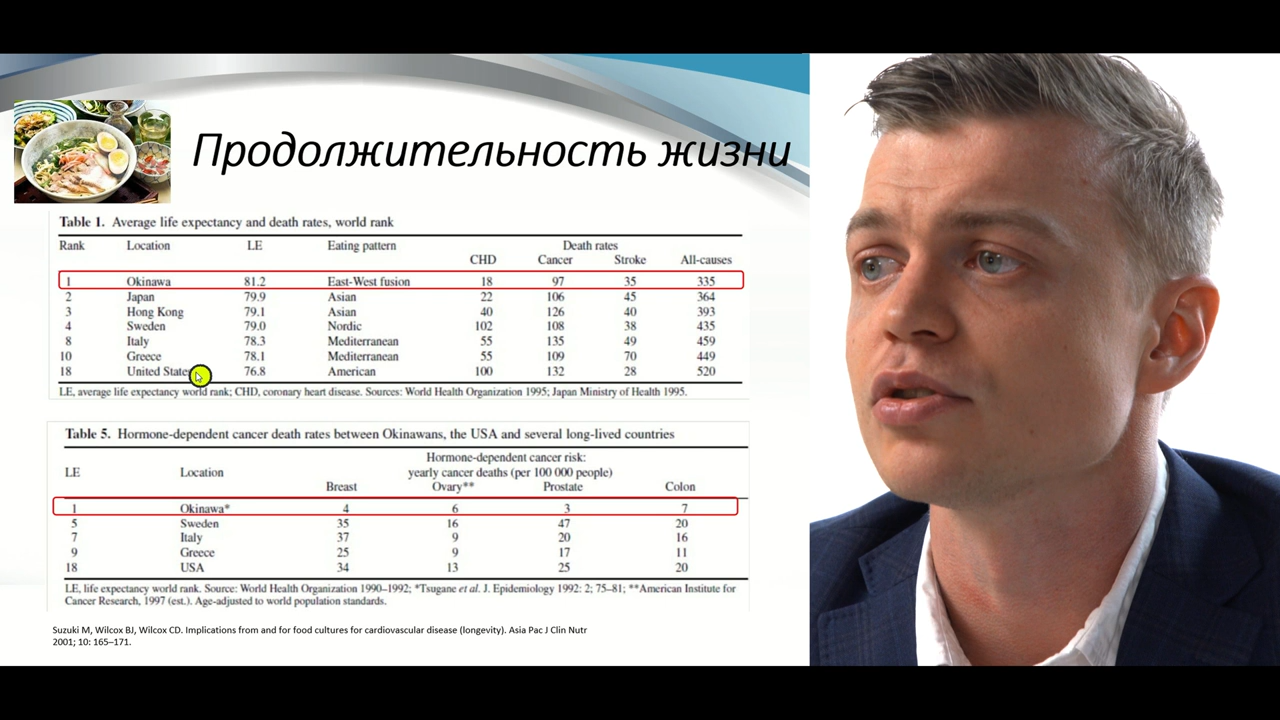 Продолжительность жизни
Table 1. Average life expectancy and death rates, world rank
Rank Location LE Eating pattern Death rates
CHD Cancer Stroke All-causes
1 Okinawa 81.2 East-West fusion 18 97 35 335
2 Japan 79.9 Asian 22 106 45 364
3 Hong Kong 79.1 Asian 40 126 40 393
4 Sweden 79.0 Nordic 102 108 38 435
8 Italy 78.3 Mediterranean 55 135 49 459
10 Greece 78.1 Mediterranean 55 109 70 449
18 United States 76.8 American 100 132 28 520
LE, average life expectancy world rank; CHD, coronary heart disease. Sources: World Health Organization 1995; Japan Ministry of Health 1995.
Table 5. Hormone-dependent cancer death rates between Okinawans, the USA and several long-lived countries
Hormone-dependent cancer risk:
LE Location yearly cancer deaths (per 100 000 people)
Breast Ovary** Prostate Colon
1 Okinawa* 4 6 3 7
5 Sweden 35 16 47 20
7 Italy 37 9 20 16
9 Greece 25 9 17 11
18 USA 34 13 25 20
LE, life expectancy world rank. Source: World Health Organization 1990–1992; *Tsugane et al. J. Epidemiology 1992: 2; 75–81; **American Institute for
Cancer Research, 1997 (est.). Age-adjusted to world population standards.
Suzuki M, Wilcox BJ, Wilcox CD. Implications from and for food cultures for cardiovascular disease (longevity). Asia Pac J Clin Nutr
2001; 10: 165–171.